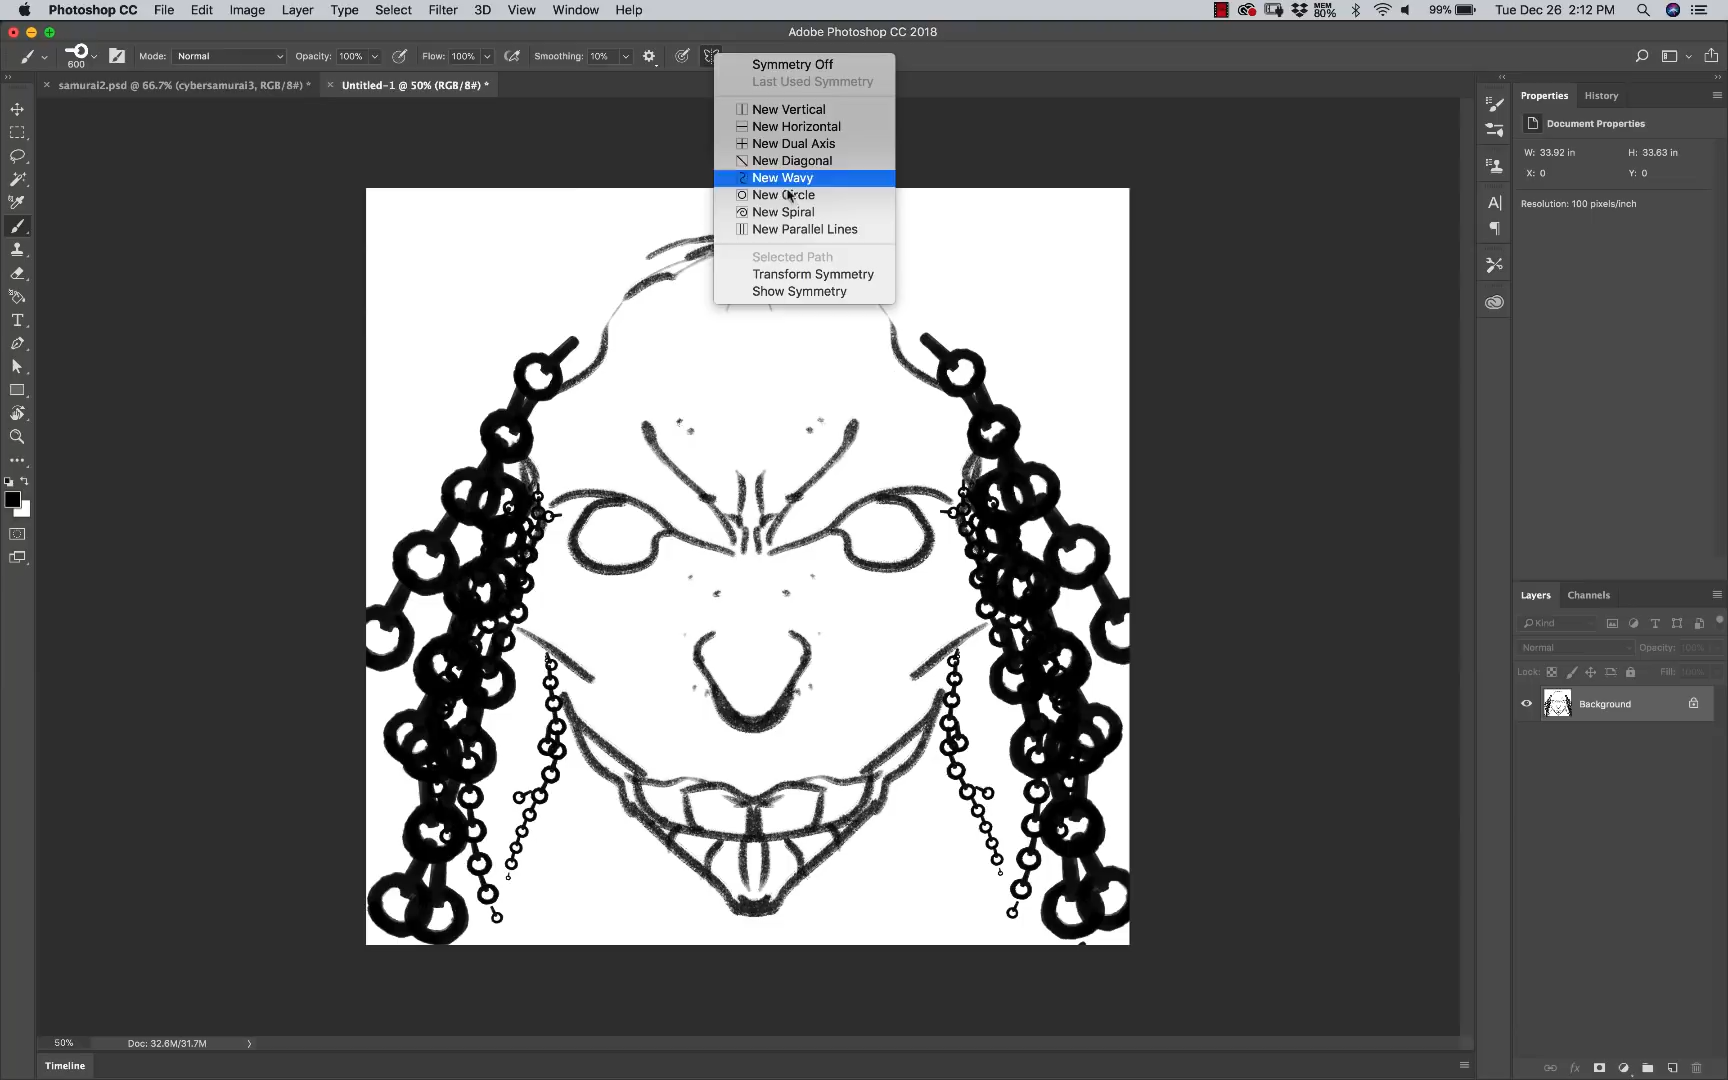 Photoshop CC File Edit Image Layer Type Select Filter 3D View Window Help MEM 80% 99% Tue Dec 26 2:12 PM
Adobe Photoshop CC 2018
600 Mode: Normal Opacity: 100% Flow: 100% Smoothing: 10%
samurai2.psd @ 66.7% (cybersamurai3, RGB/8#) * Untitled-1 @ 50% (RGB/8#) *
Symmetry Off
Last Used Symmetry
New Vertical
New Horizontal
New Dual Axis
New Diagonal
New Wavy
New Circle
New Spiral
New Parallel Lines
Selected Path
Transform Symmetry
Show Symmetry
Properties History
Document Properties
W: 33.92 in H: 33.63 in
X: 0 Y: 0
Resolution: 100 pixels/inch
Layers Channels
Kind
Normal Opacity: 100%
Lock: Fill: 100%
Background
50% Doc: 32.6M/31.7M
Timeline